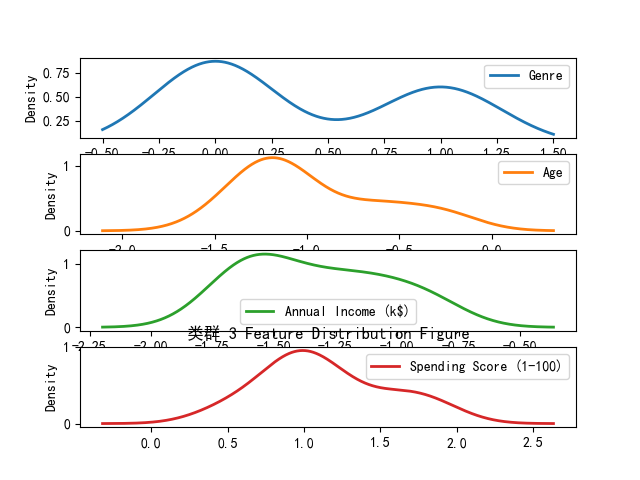 Density
0.75
0.50
0.25
Genre
−0.50 −0.25 0.00 0.25 0.50 0.75 1.00 1.25 1.50
Density
1
0
Age
−2.0 −1.5 −1.0 −0.5 0.0
Density
1
0
Annual Income (k$)
−2.25 −2.00 −1.75 −1.50 −1.25 −1.00 −0.75 −0.50
类群 3 Feature Distribution Figure
Density
1
0
Spending Score (1-100)
0.0 0.5 1.0 1.5 2.0 2.5